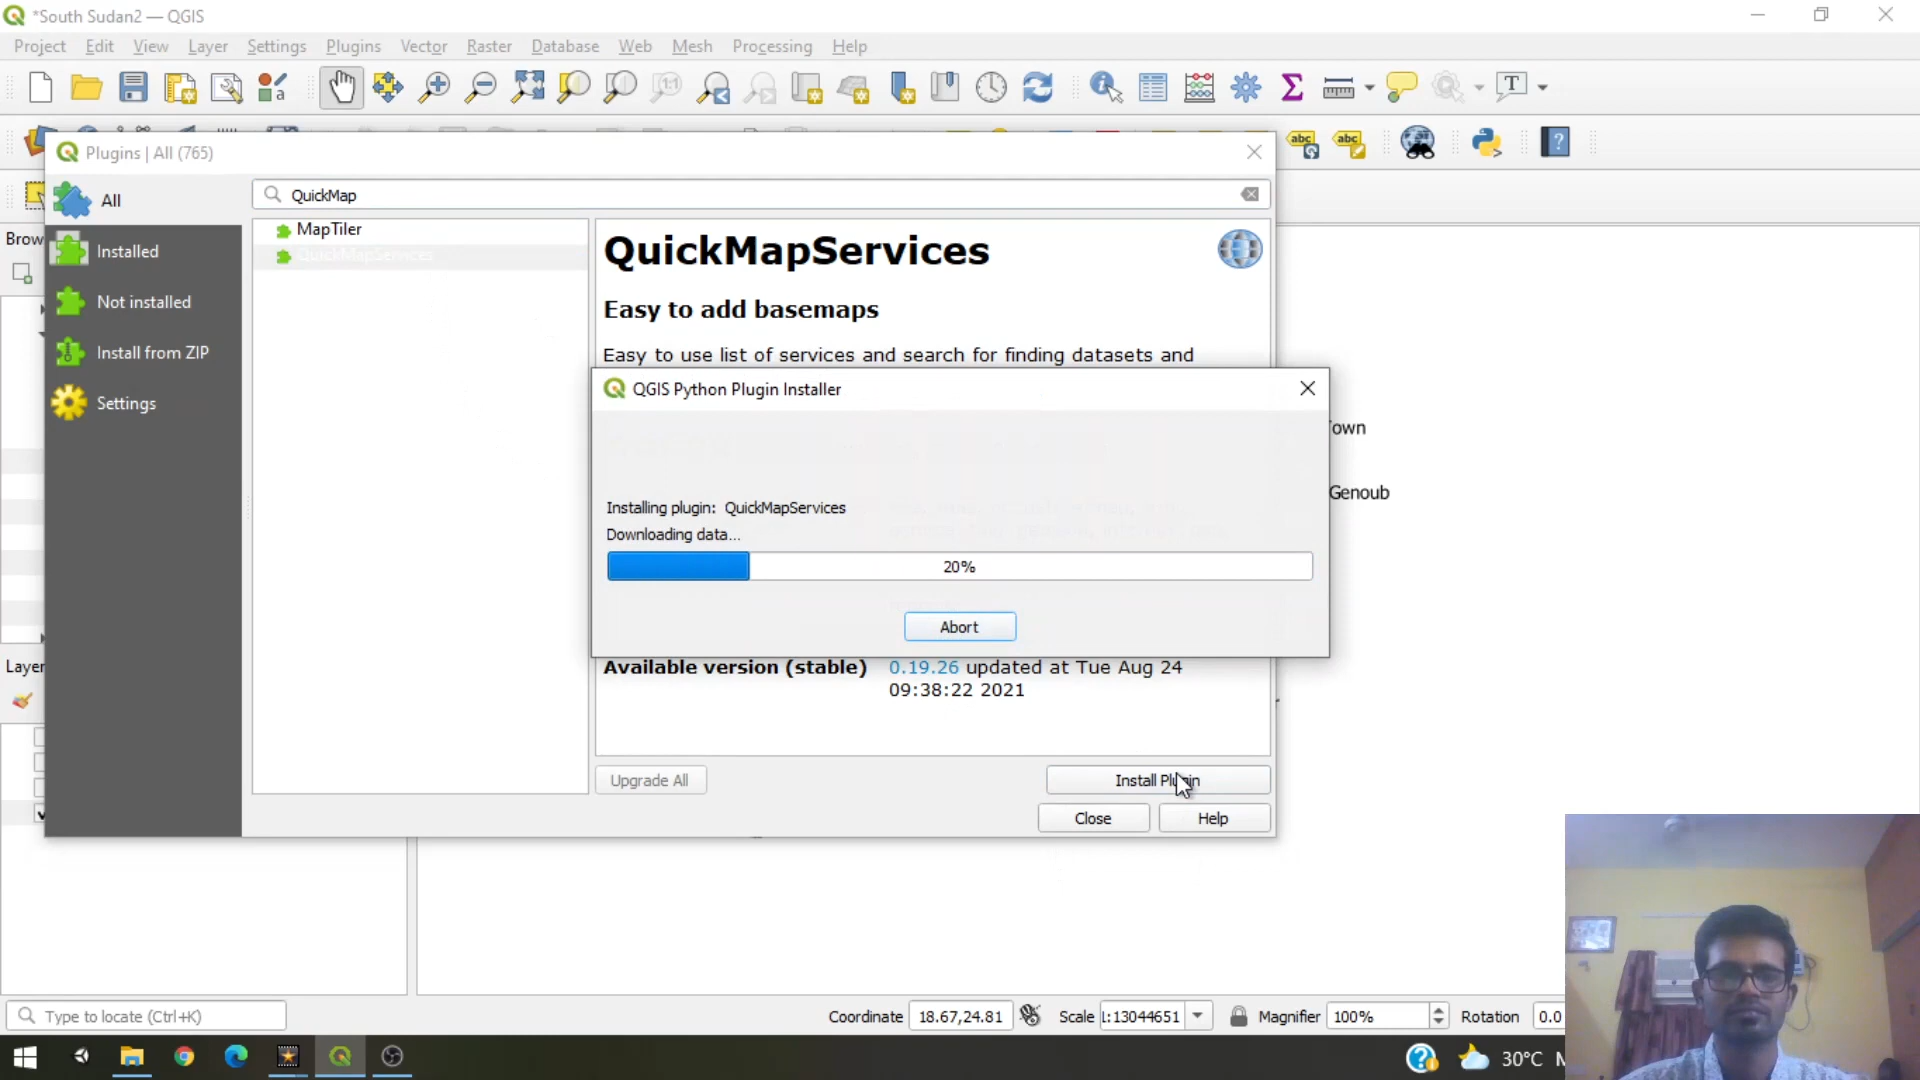 *South Sudan2 — QGIS
Project Edit View Layer Settings Plugins Vector Raster Database Web Mesh Processing Help
Plugins | All (765)
All
QuickMap
Installed
Not installed
Install from ZIP
Settings
MapTiler
QuickMapServices
QuickMapServices
Easy to add basemaps
Easy to use list of services and search for finding datasets and
QGIS Python Plugin Installer
Installing plugin: QuickMapServices
Downloading data...
20%
Abort
Available version (stable) 0.19.26 updated at Tue Aug 24
09:38:22 2021
Upgrade All
Install Plugin
Close
Help
Brow
Layer
own
Genoub
Type to locate (Ctrl+K)
Coordinate 18.67,24.81
Scale 1:13044651
Magnifier 100%
Rotation 0.0
30°C